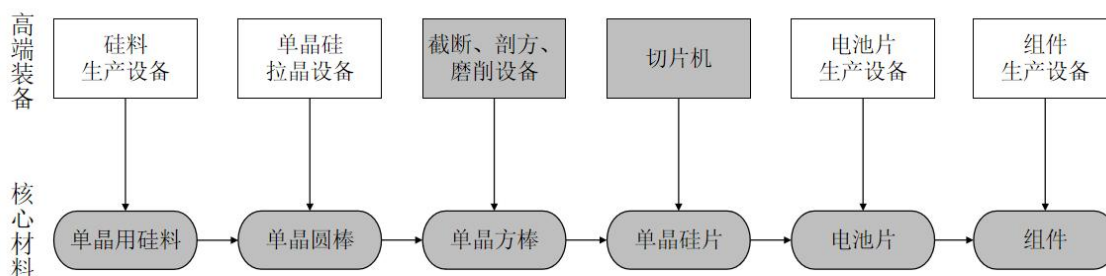 高端装备
硅料
生产设备
单晶硅
拉晶设备
截断、剖方、
磨削设备
切片机
电池片
生产设备
组件
生产设备
核心材料
单晶用硅料
单晶圆棒
单晶方棒
单晶硅片
电池片
组件